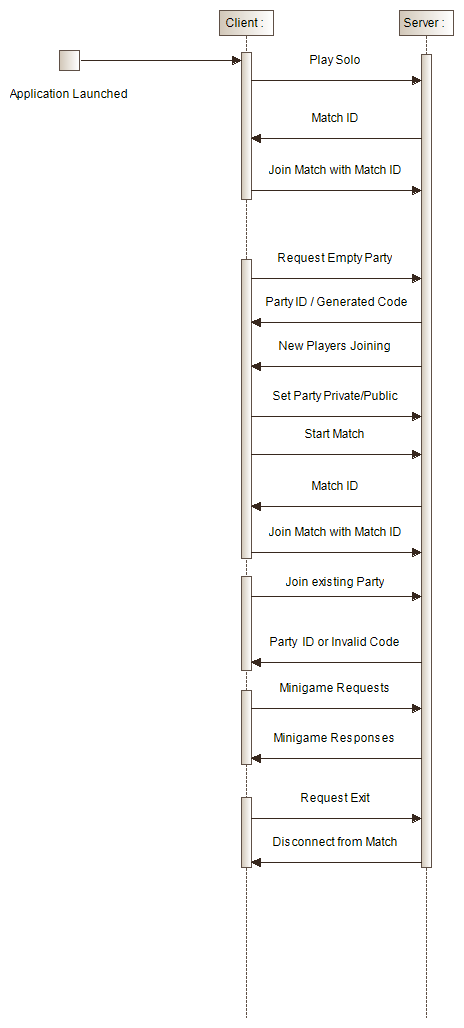 Client :
Server :
Play Solo
Application Launched
Match ID
Join Match with Match ID
Request Empty Party
Party ID / Generated Code
New Players Joining
Set Party Private/Public
Start Match
Match ID
Join Match with Match ID
Join existing Party
Party ID or Invalid Code
Minigame Requests
Minigame Responses
Request Exit
Disconnect from Match